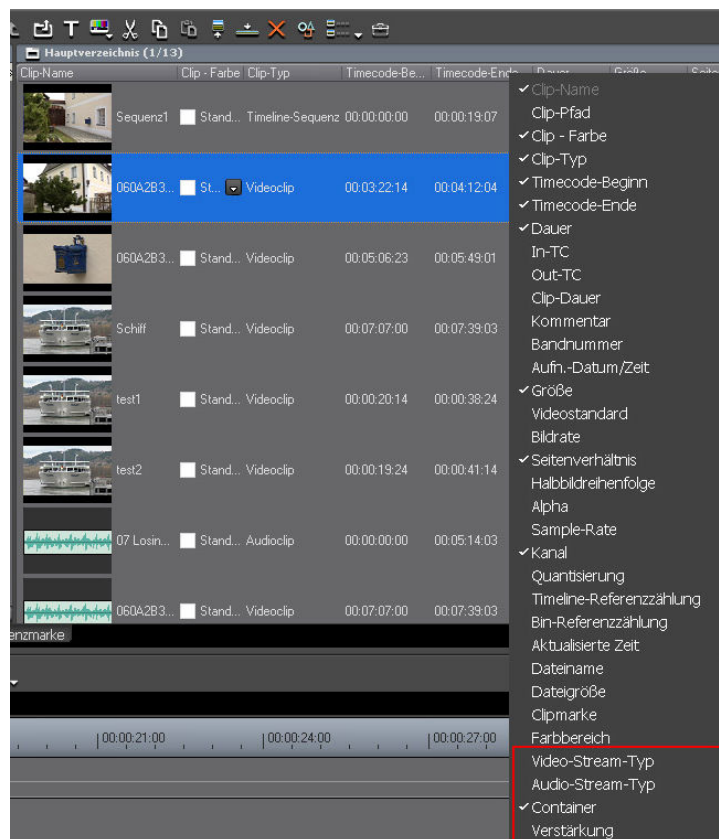 Hauptverzeichnis (1/13)
Clip-Name Clip - Farbe Clip-Typ Timecode-Be... Timecode-Ende Dauer Größe
Sequenz1 Stand... Timeline-Sequenz 00:00:00:00 00:00:19:07
060A2B3... St... Videoclip 00:03:22:14 00:04:12:04
060A2B3... Stand... Videoclip 00:05:06:23 00:05:49:01
Schiff Stand... Videoclip 00:07:07:00 00:07:39:03
test1 Stand... Videoclip 00:00:20:14 00:00:38:24
test2 Stand... Videoclip 00:00:19:24 00:00:41:14
07 Losin... Stand... Audioclip 00:00:00:00 00:05:14:03
060A2B3... Stand... Videoclip 00:07:07:00 00:07:39:03
enzmarke
00:00:21:00 00:00:24:00 00:00:27:00
Clip-Name
Clip-Pfad
Clip - Farbe
Clip-Typ
Timecode-Beginn
Timecode-Ende
Dauer
In-TC
Out-TC
Clip-Dauer
Kommentar
Bandnummer
Aufn.-Datum/Zeit
Größe
Videostandard
Bildrate
Seitenverhältnis
Halbbildreihenfolge
Alpha
Sample-Rate
Kanal
Quantisierung
Timeline-Referenzzählung
Bin-Referenzzählung
Aktualisierte Zeit
Dateiname
Dateigröße
Clipmarke
Farbbereich
Video-Stream-Typ
Audio-Stream-Typ
Container
Verstärkung